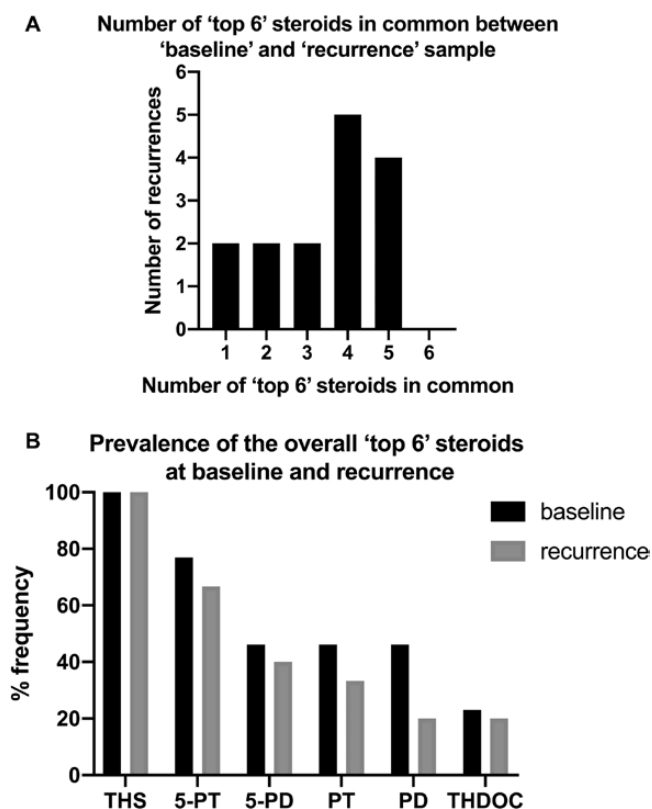 A
Number of ‘top 6’ steroids in common between
‘baseline’ and ‘recurrence’ sample
Number of recurrences
6
5
4
3
2
1
0
1 2 3 4 5 6
Number of ‘top 6’ steroids in common
B
Prevalence of the overall ‘top 6’ steroids
at baseline and recurrence
% frequency
100
80
60
40
20
0
baseline
recurrence
THS 5-PT 5-PD PT PD THDOC